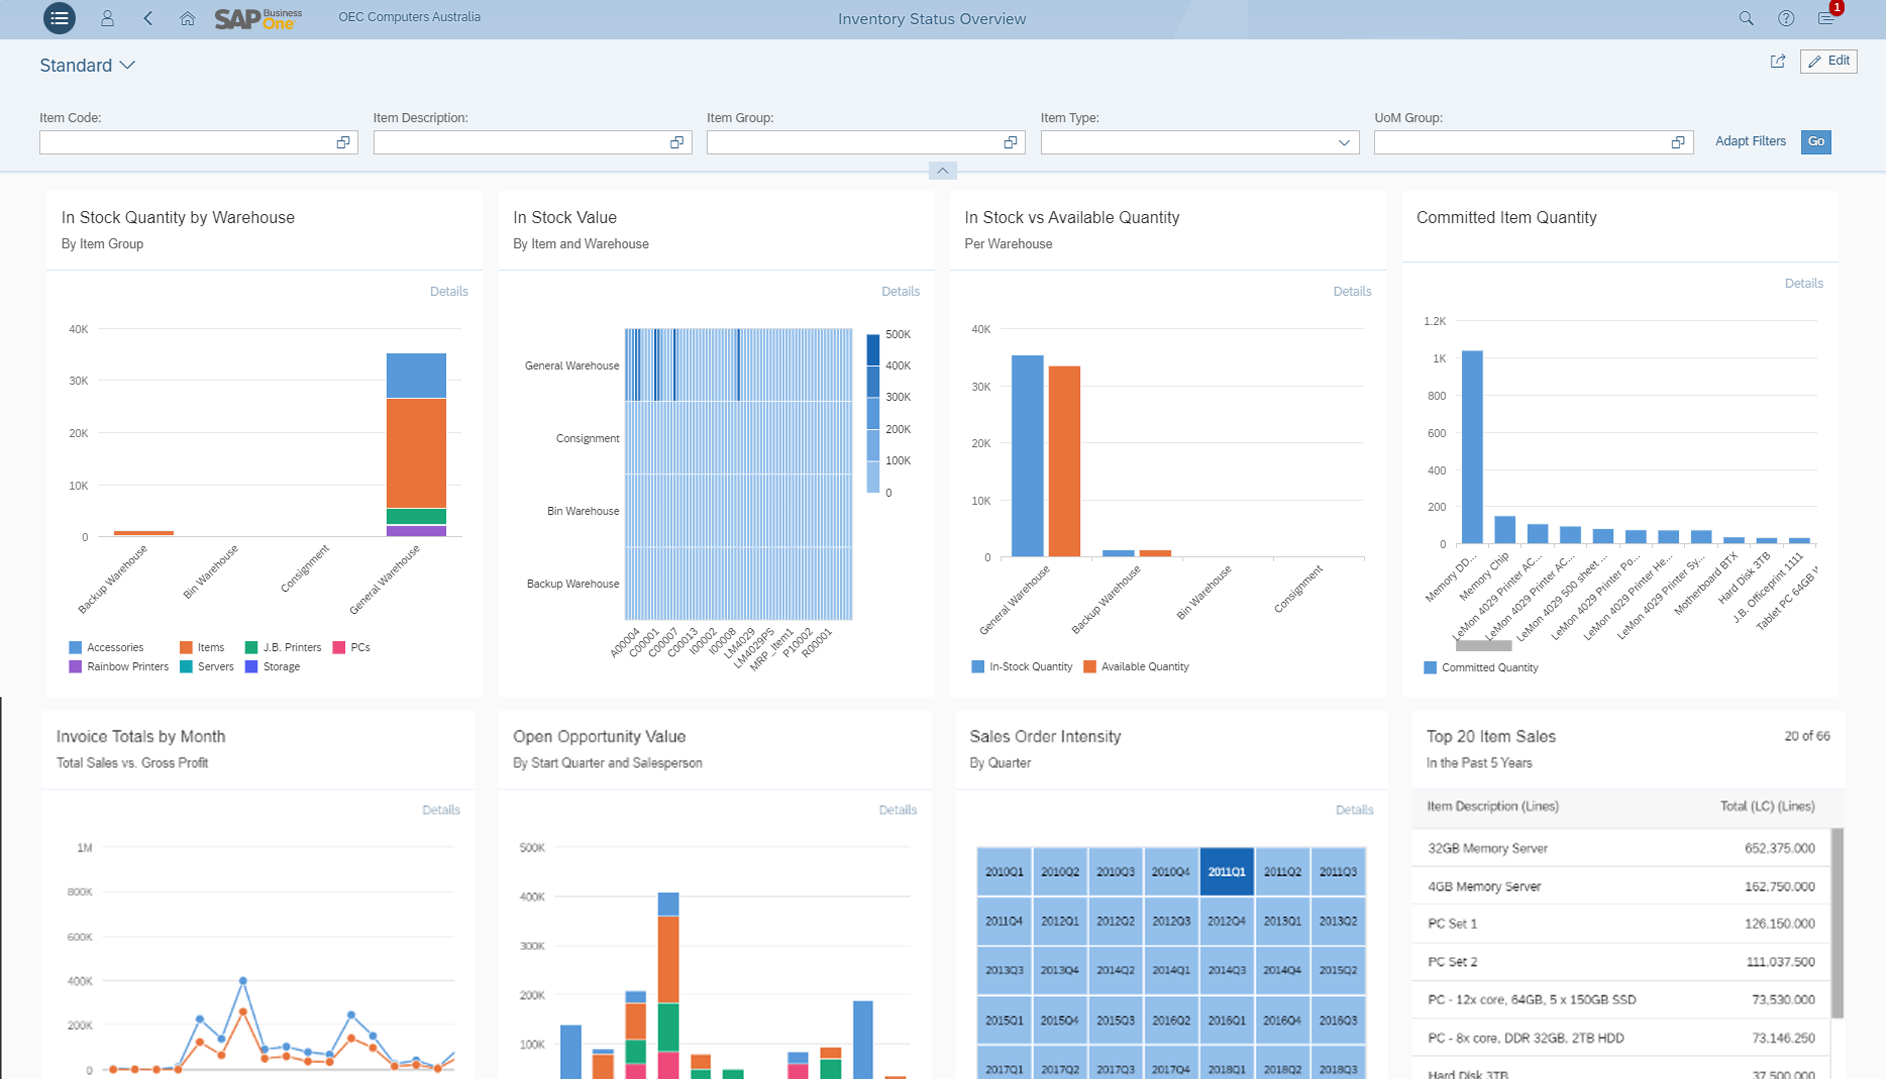 SAP Business One
OEC Computers Australia
Inventory Status Overview
1
Standard
Edit
Item Code:
Item Description:
Item Group:
Item Type:
UoM Group:
Adapt Filters
Go
In Stock Quantity by Warehouse
By Item Group
Details
40K
30K
20K
10K
0
Backup Warehouse
Bin Warehouse
Consignment
General Warehouse
Accessories
Items
J.B. Printers
PCs
Rainbow Printers
Servers
Storage
In Stock Value
By Item and Warehouse
Details
General Warehouse
Consignment
Bin Warehouse
Backup Warehouse
500K
400K
300K
200K
100K
0
A00004
C00001
C00007
C00013
I00002
I00008
LM4029
LM4029PS
MRP_Item1
P10002
R00001
In Stock vs Available Quantity
Per Warehouse
Details
40K
30K
20K
10K
0
General Warehouse
Backup Warehouse
Bin Warehouse
Consignment
In-Stock Quantity
Available Quantity
Committed Item Quantity
Details
1.2K
1K
800
600
400
200
0
Memory DD...
Memory Chip
LeMon 4029 Printer AC...
LeMon 4029 Printer AC...
LeMon 4029 500 sheet ...
LeMon 4029 Printer Po...
LeMon 4029 Printer He...
LeMon 4029 Printer Sy...
Motherboard BTX
Hard Disk 3TB
J.B. Officeprint 1111
Tablet PC 64GB
Committed Quantity
Invoice Totals by Month
Total Sales vs. Gross Profit
Details
1M
800K
600K
400K
200K
0
Open Opportunity Value
By Start Quarter and Salesperson
Details
500K
400K
300K
200K
100K
Sales Order Intensity
By Quarter
Details
2010Q1 2010Q2 2010Q3 2010Q4 2011Q1 2011Q2 2011Q3
2011Q4 2012Q1 2012Q2 2012Q3 2012Q4 2013Q1 2013Q2
2013Q3 2013Q4 2014Q2 2014Q1 2014Q3 2014Q4 2015Q2
2015Q1 2015Q4 2015Q3 2016Q2 2016Q1 2016Q4 2016Q3
2017Q1 2017Q2 2017Q3 2017Q4 2018Q1 2018Q2 2018Q3
Top 20 Item Sales
20 of 66
In the Past 5 Years
Item Description (Lines) Total (LC) (Lines)
32GB Memory Server 652,375.000
4GB Memory Server 162,750.000
PC Set 1 126,150.000
PC Set 2 111,037.500
PC - 12x core, 64GB, 5 x 150GB SSD 73,530.000
PC - 8x core, DDR 32GB, 2TB HDD 73,146.250
Hard Disk 3TB 37,500.000